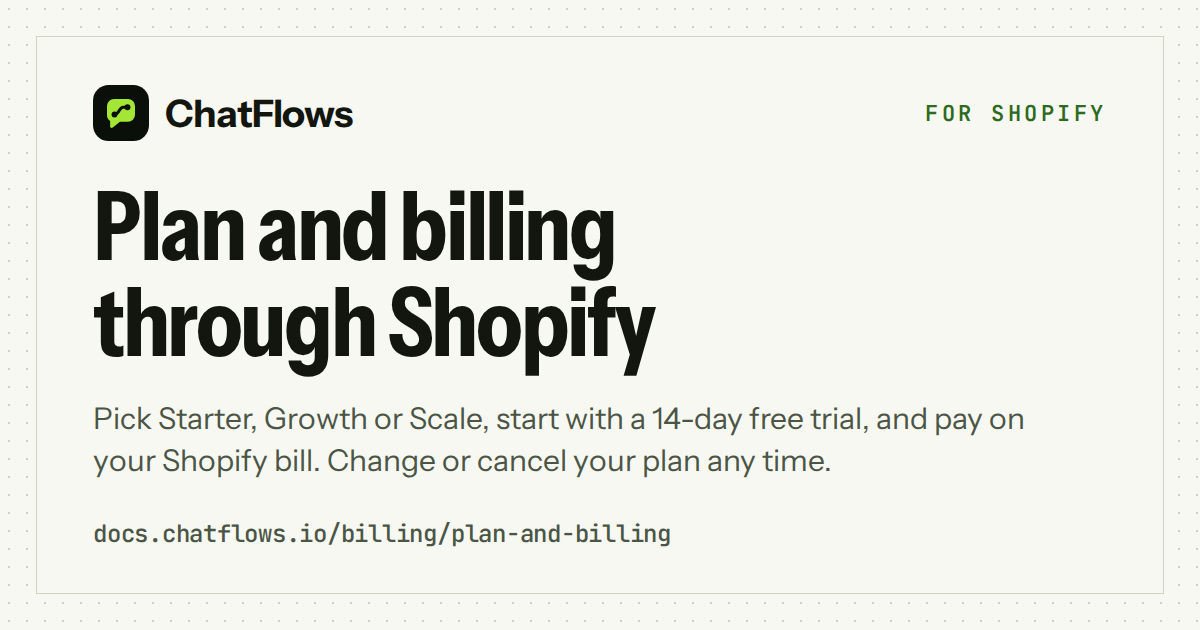 ChatFlows
FOR SHOPIFY
Plan and billing
through Shopify
Pick Starter, Growth or Scale, start with a 14-day free trial, and pay on
your Shopify bill. Change or cancel your plan any time.
docs.chatflows.io/billing/plan-and-billing